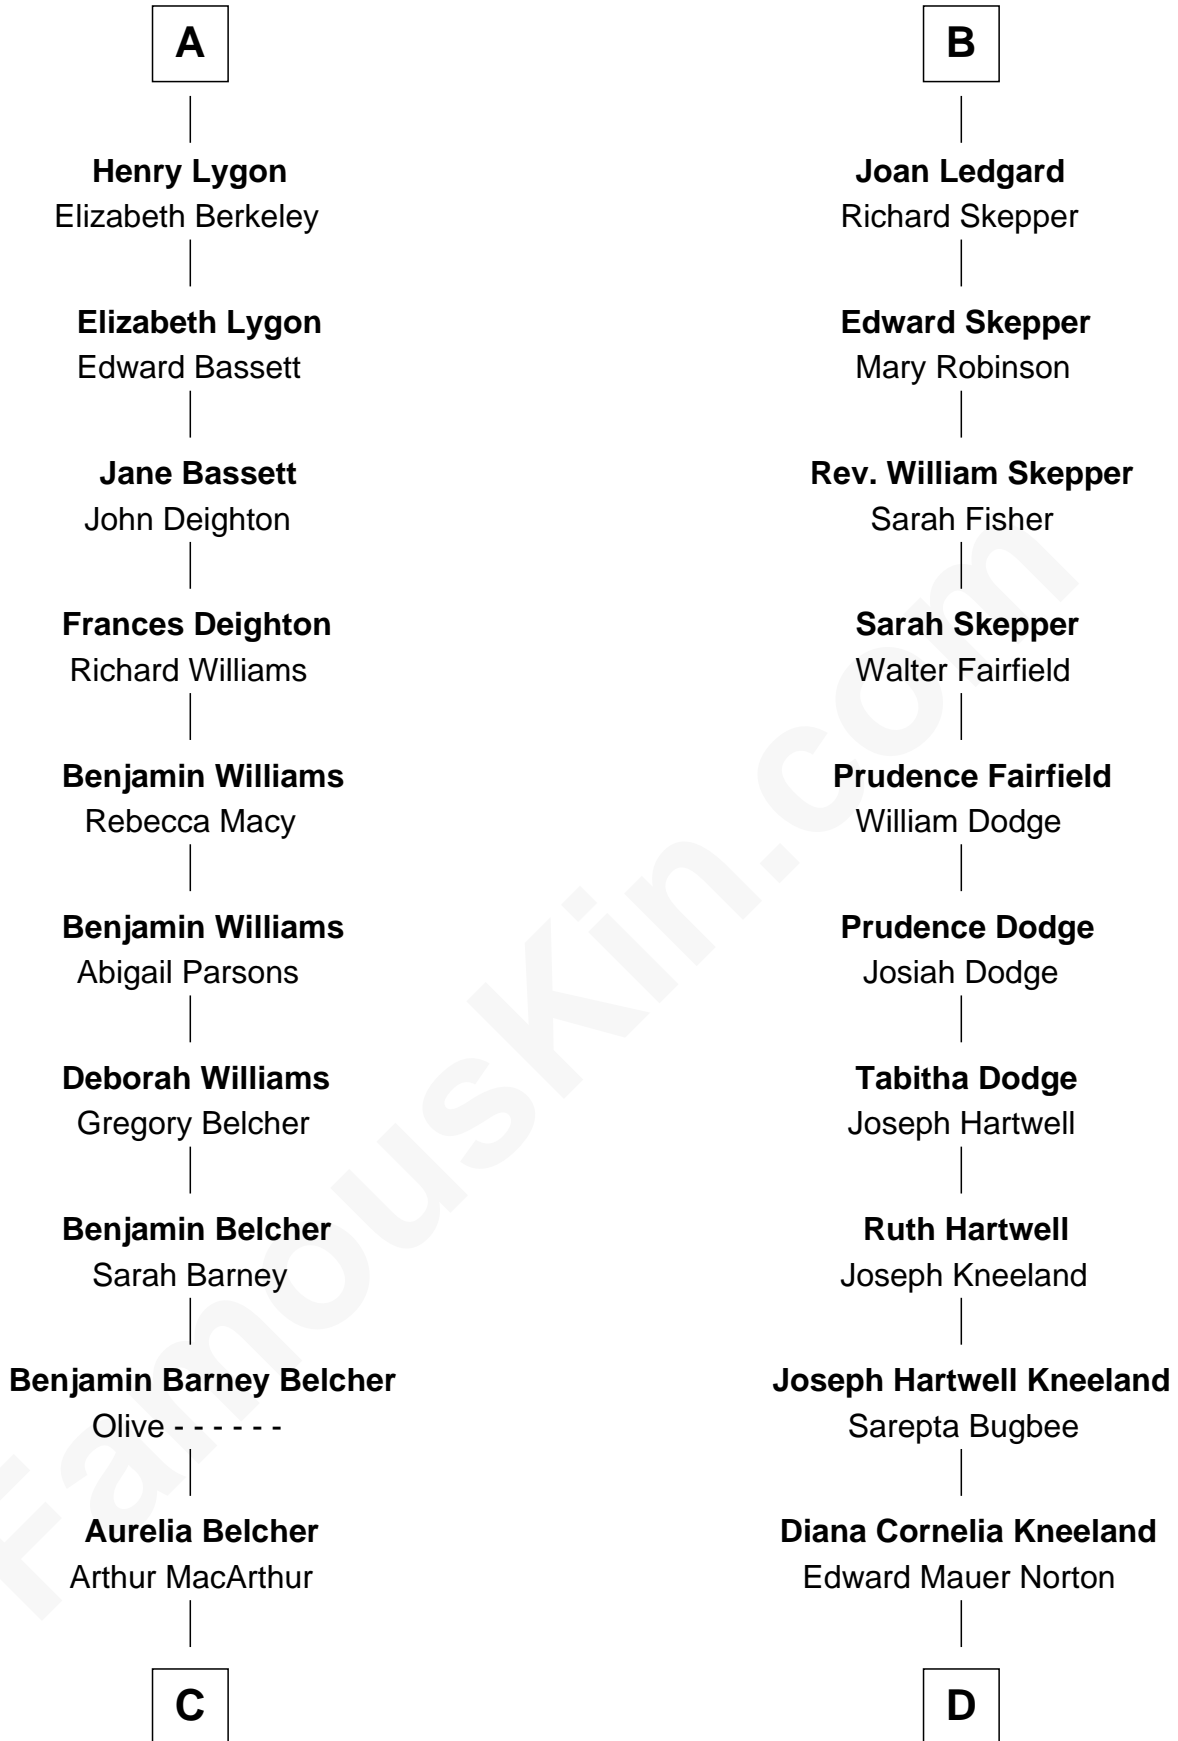 A
Henry Lygon
Elizabeth Berkeley
Elizabeth Lygon
Edward Bassett
Jane Bassett
John Deighton
Frances Deighton
Richard Williams
Benjamin Williams
Rebecca Macy
Benjamin Williams
Abigail Parsons
Deborah Williams
Gregory Belcher
Benjamin Belcher
Sarah Barney
Benjamin Barney Belcher
Olive - - - - - -
Aurelia Belcher
Arthur MacArthur
C
B
Joan Ledgard
Richard Skepper
Edward Skepper
Mary Robinson
Rev. William Skepper
Sarah Fisher
Sarah Skepper
Walter Fairfield
Prudence Fairfield
William Dodge
Prudence Dodge
Josiah Dodge
Tabitha Dodge
Joseph Hartwell
Ruth Hartwell
Joseph Kneeland
Joseph Hartwell Kneeland
Sarepta Bugbee
Diana Cornelia Kneeland
Edward Mauer Norton
D
FamousKin.com